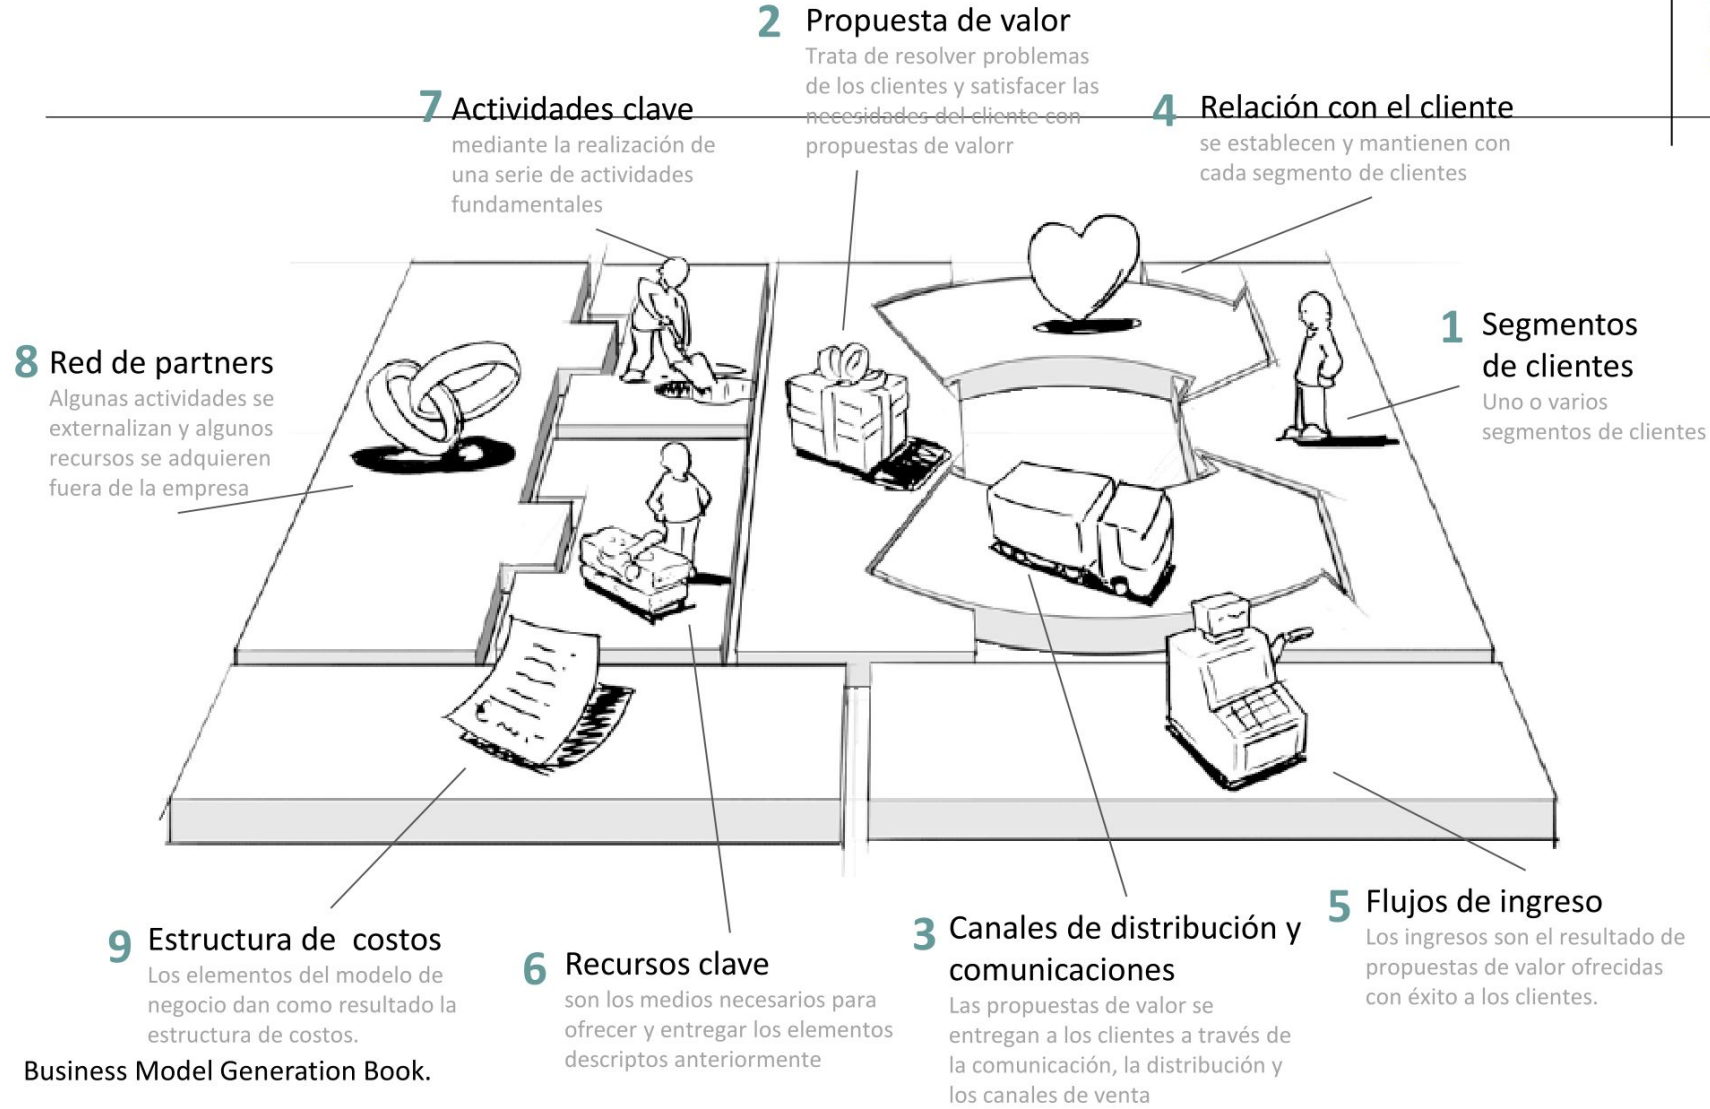 2 Propuesta de valor
Trata de resolver problemas
de los clientes y satisfacer las
necesidades del cliente con
propuestas de valorr
7 Actividades clave
mediante la realización de
una serie de actividades
fundamentales
4 Relación con el cliente
se establecen y mantienen con
cada segmento de clientes
1 Segmentos
de clientes
Uno o varios
segmentos de clientes
8 Red de partners
Algunas actividades se
externalizan y algunos
recursos se adquieren
fuera de la empresa
9 Estructura de costos
Los elementos del modelo de
negocio dan como resultado la
estructura de costos.
6 Recursos clave
son los medios necesarios para
ofrecer y entregar los elementos
descriptos anteriormente
3 Canales de distribución y
comunicaciones
Las propuestas de valor se
entregan a los clientes a través de
la comunicación, la distribución y
los canales de venta
5 Flujos de ingreso
Los ingresos son el resultado de
propuestas de valor ofrecidas
con éxito a los clientes.
Business Model Generation Book.